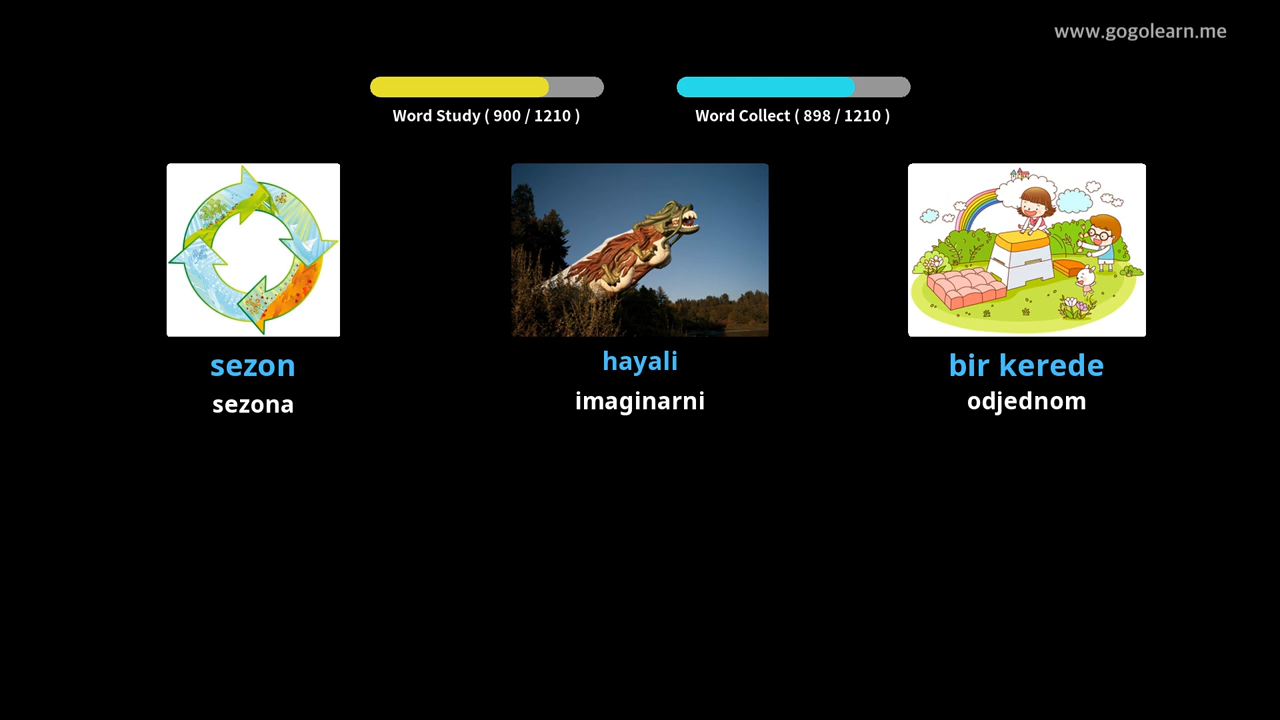 www.gogolearn.me
Word Study ( 900 / 1210 )
Word Collect ( 898 / 1210 )
sezon
sezona
hayali
imaginarni
bir kerede
odjednom